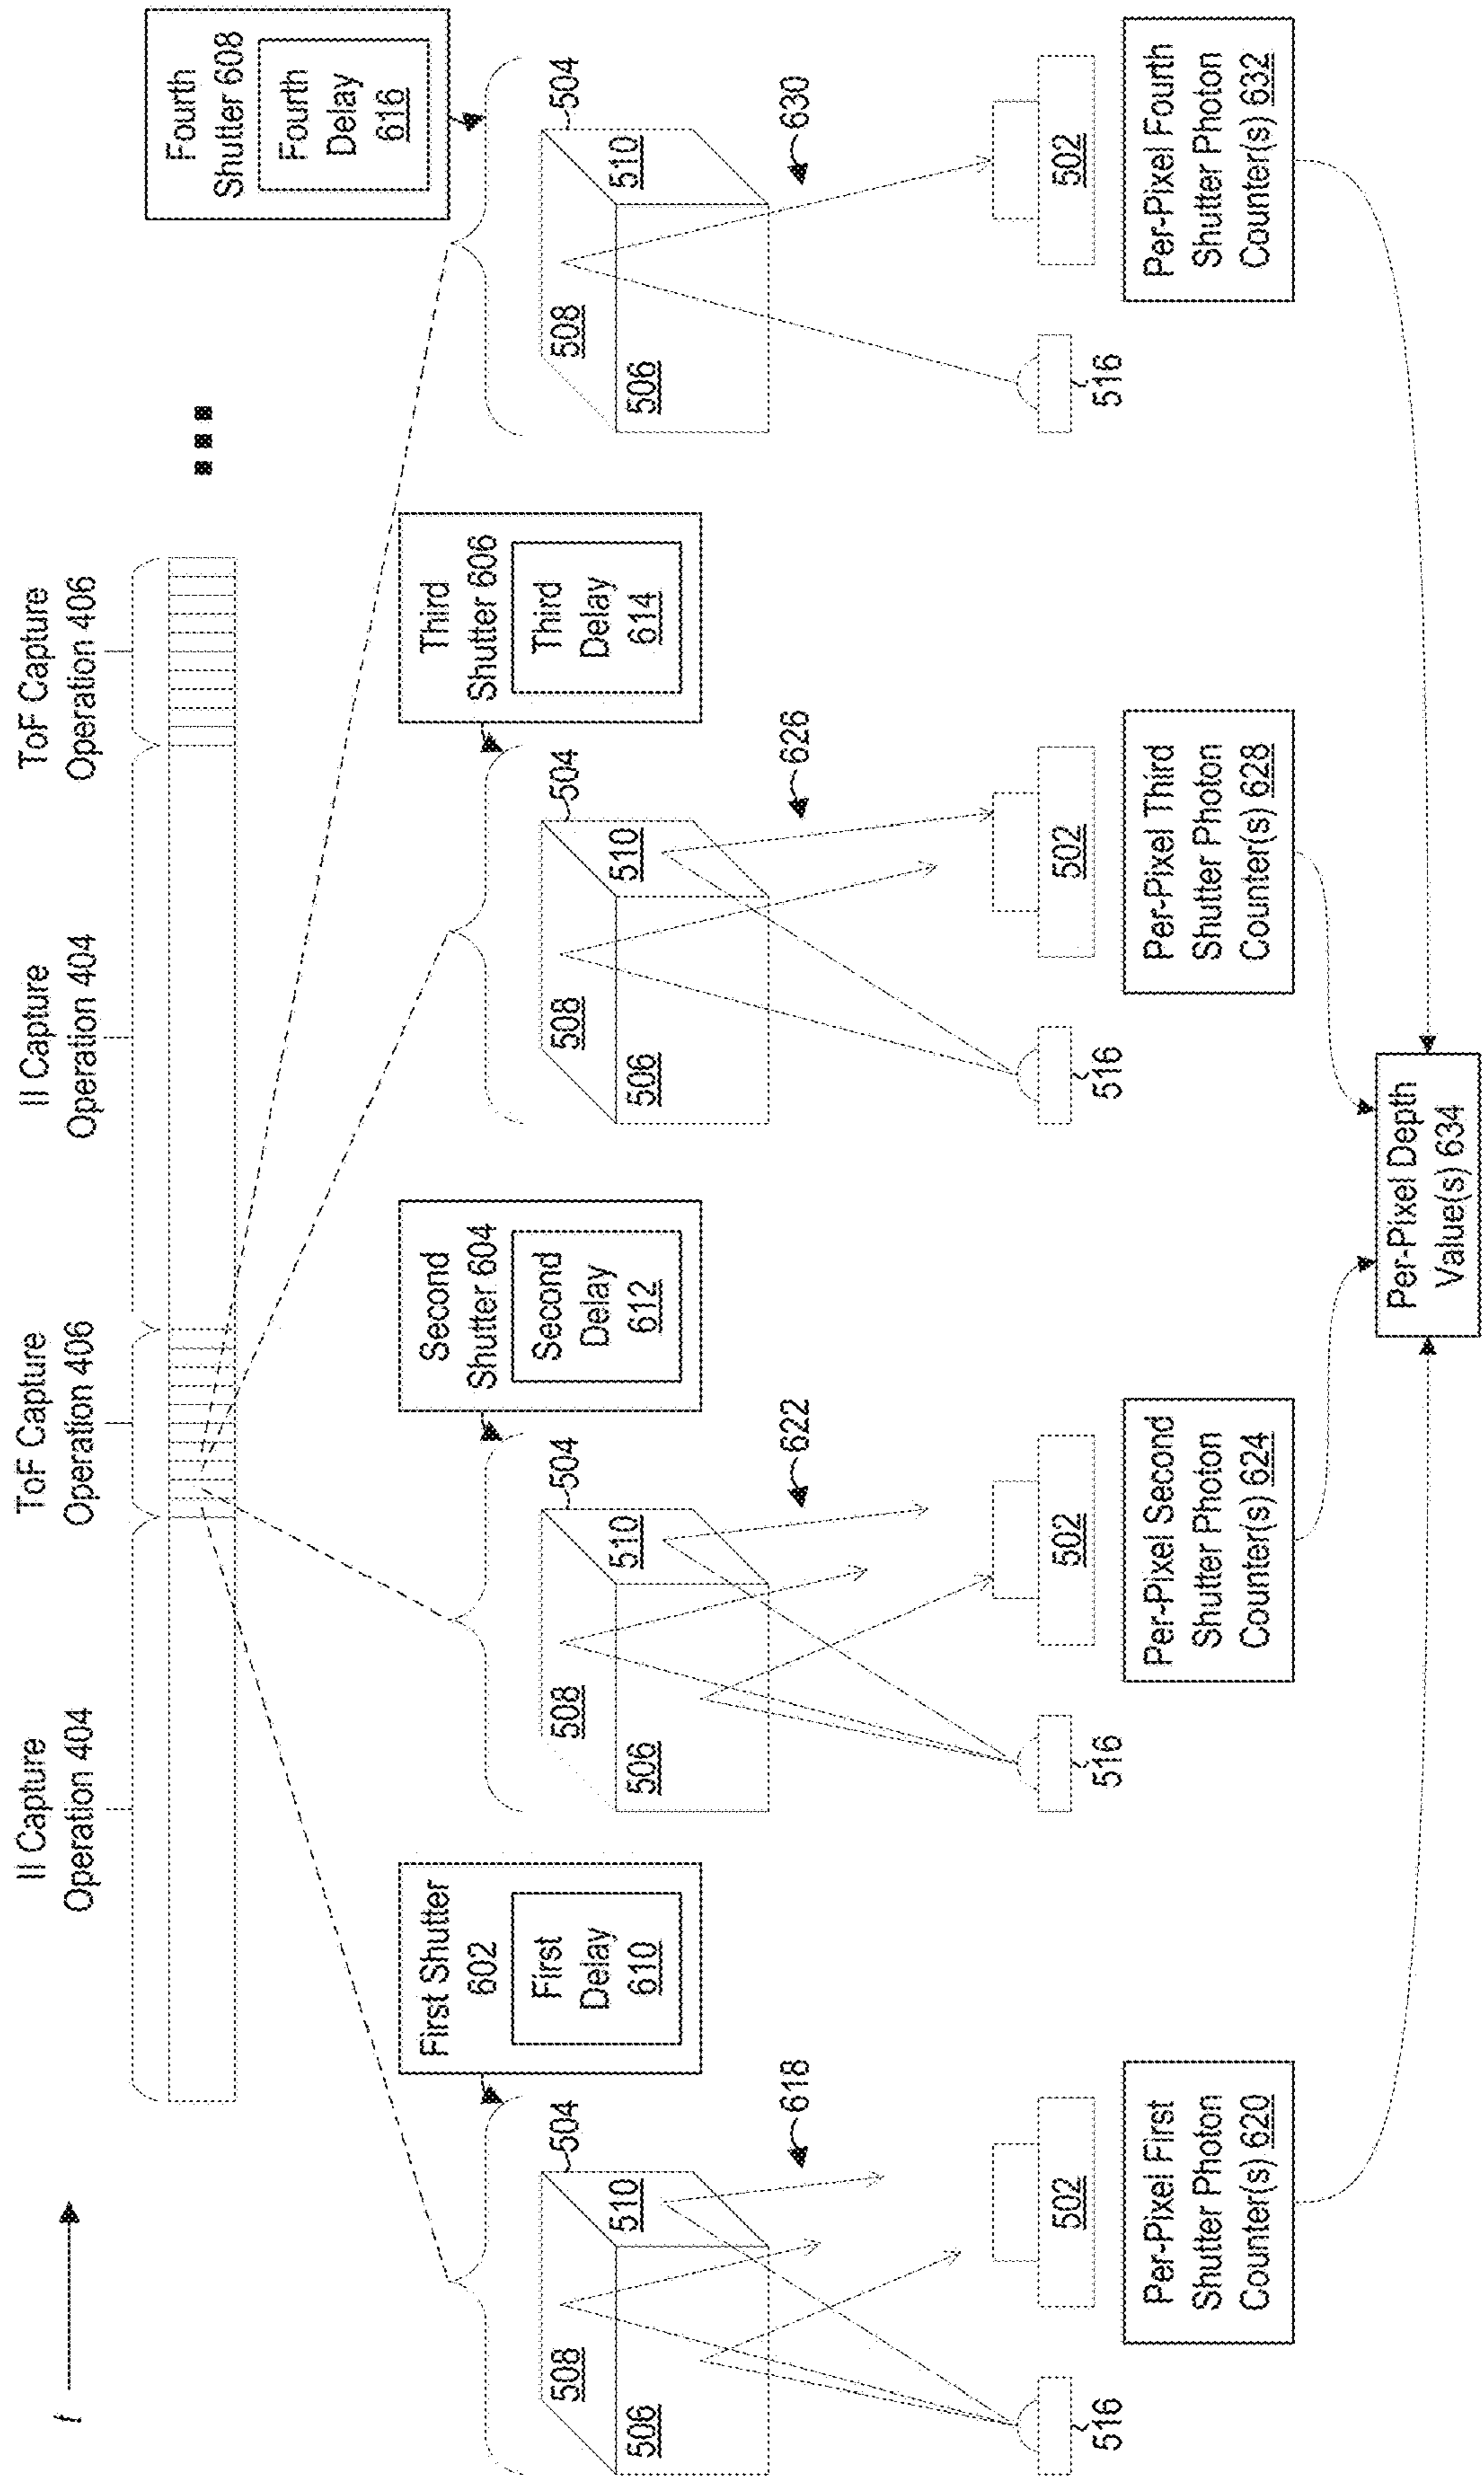 t
II Capture
Operation 404
ToF Capture
Operation 406
II Capture
Operation 404
ToF Capture
Operation 406
First Shutter
602
First
Delay
610
Second
Shutter 604
Second
Delay
612
Third
Shutter 606
Third
Delay
614
Fourth
Shutter 608
Fourth
Delay
616
504
510
508
506
618
502
516
504
510
508
506
622
502
516
504
510
508
506
626
502
516
504
510
508
506
630
502
516
Per-Pixel First
Shutter Photon
Counter(s) 620
Per-Pixel Second
Shutter Photon
Counter(s) 624
Per-Pixel Third
Shutter Photon
Counter(s) 628
Per-Pixel Fourth
Shutter Photon
Counter(s) 632
Per-Pixel Depth
Value(s) 634